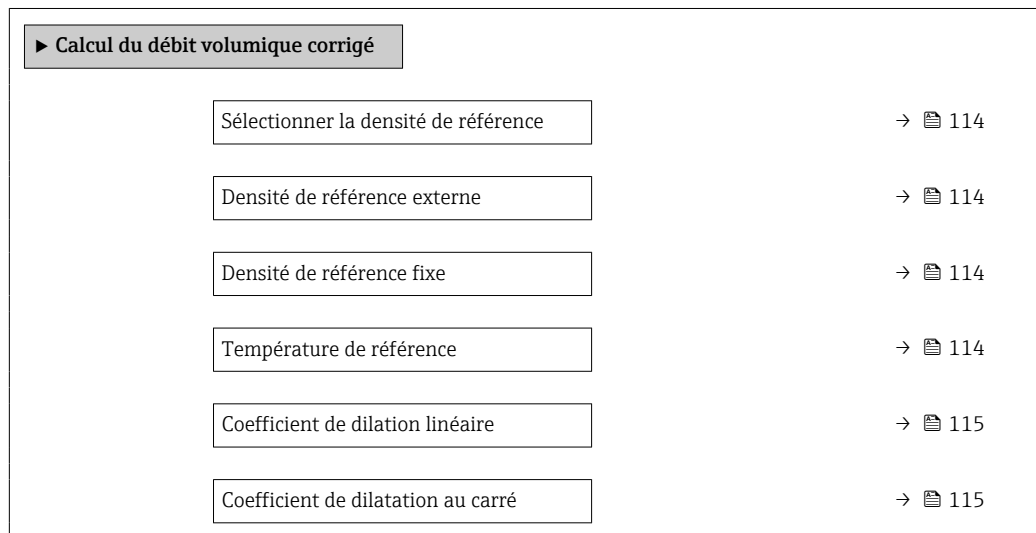 ▶ Calcul du débit volumique corrigé
Sélectionner la densité de référence → 114
Densité de référence externe → 114
Densité de référence fixe → 114
Température de référence → 114
Coefficient de dilation linéaire → 115
Coefficient de dilatation au carré → 115